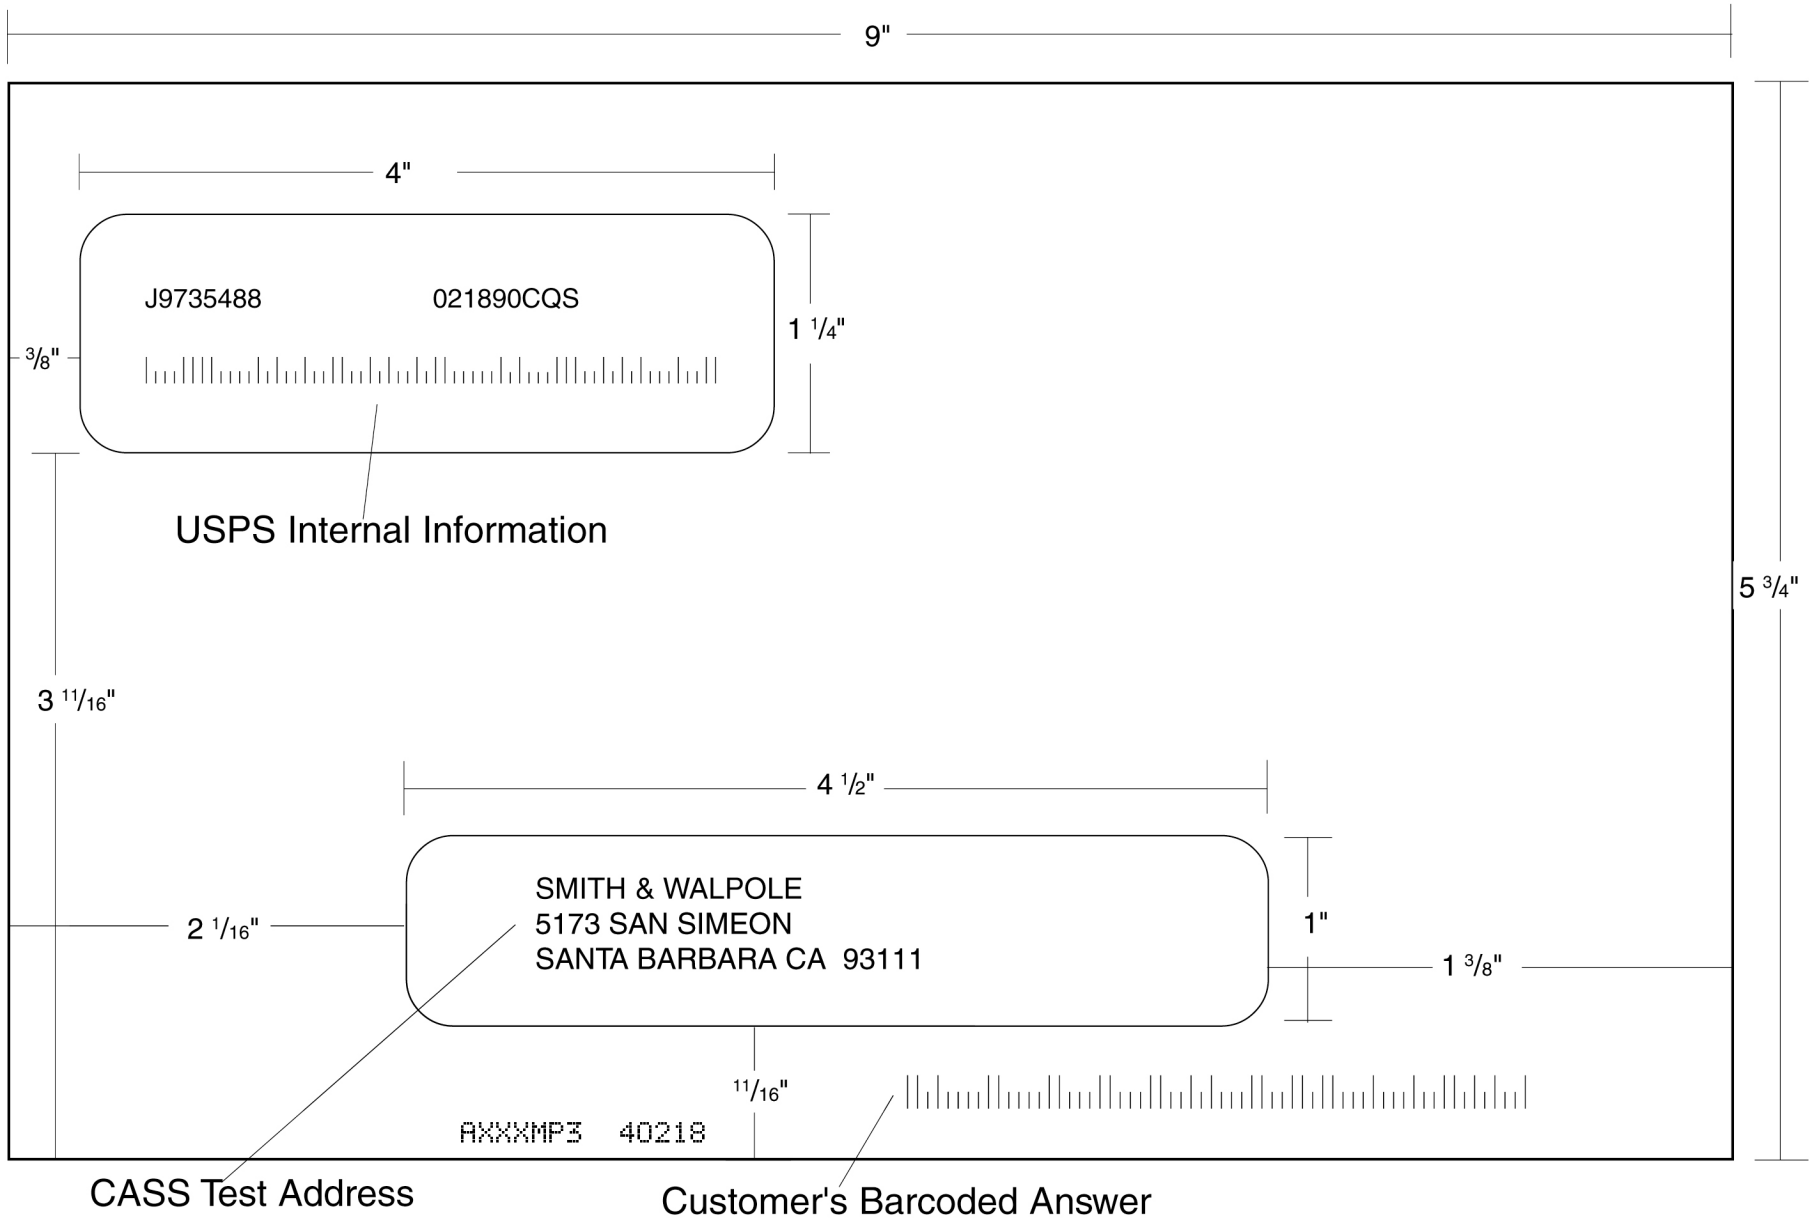 9"
4"
J9735488 021890CQS
1 1/4"
3/8"
USPS Internal Information
5 3/4"
3 11/16"
4 1/2"
SMITH & WALPOLE
5173 SAN SIMEON
SANTA BARBARA CA 93111
2 1/16"
1"
1 3/8"
11/16"
AXXXMP3 40218
CASS Test Address
Customer's Barcoded Answer